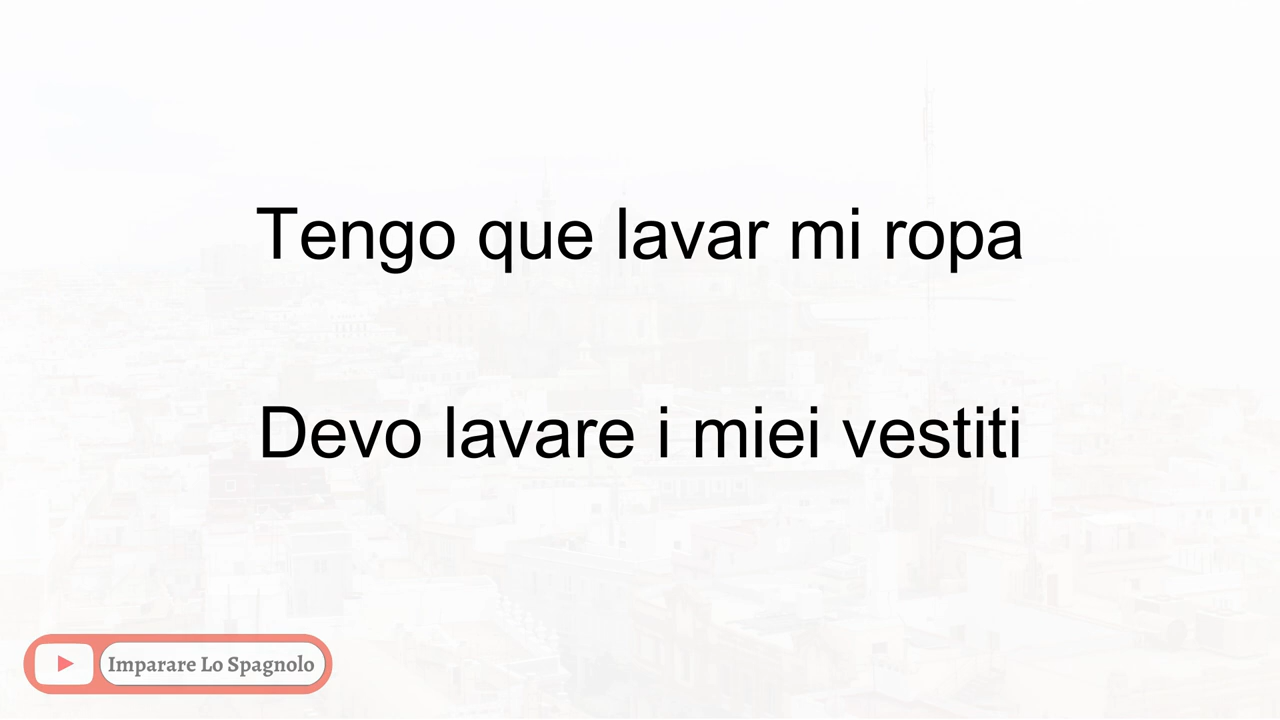 Tengo que lavar mi ropa
Devo lavare i miei vestiti
Imparare Lo Spagnolo